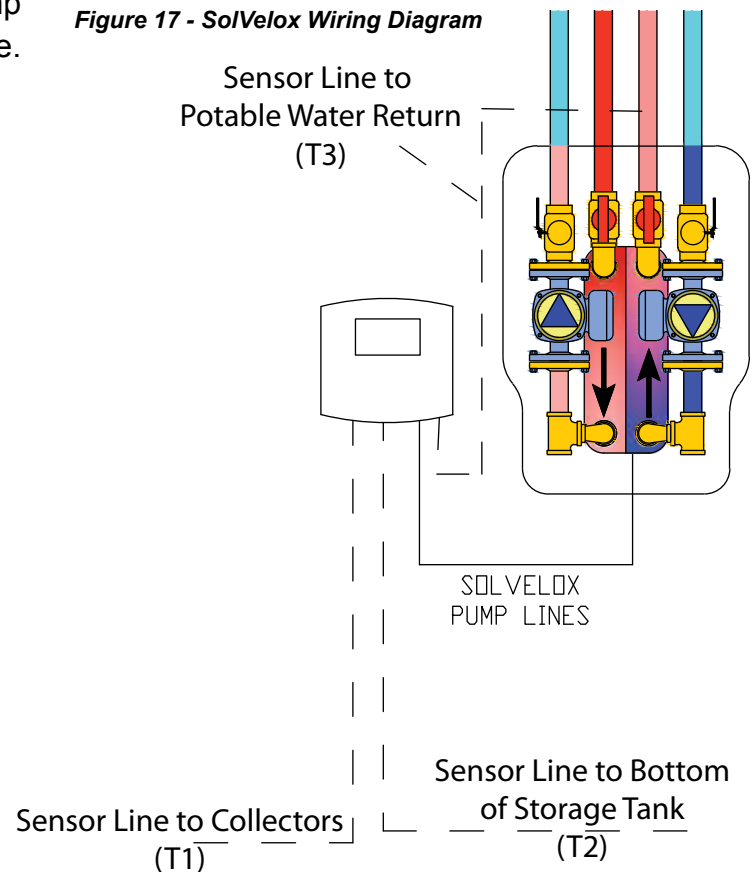 up
e.
Figure 17 - SolVelox Wiring Diagram
Sensor Line to
Potable Water Return
(T3)
SOLVELOX
PUMP LINES
Sensor Line to Bottom
of Storage Tank
(T2)
Sensor Line to Collectors
(T1)